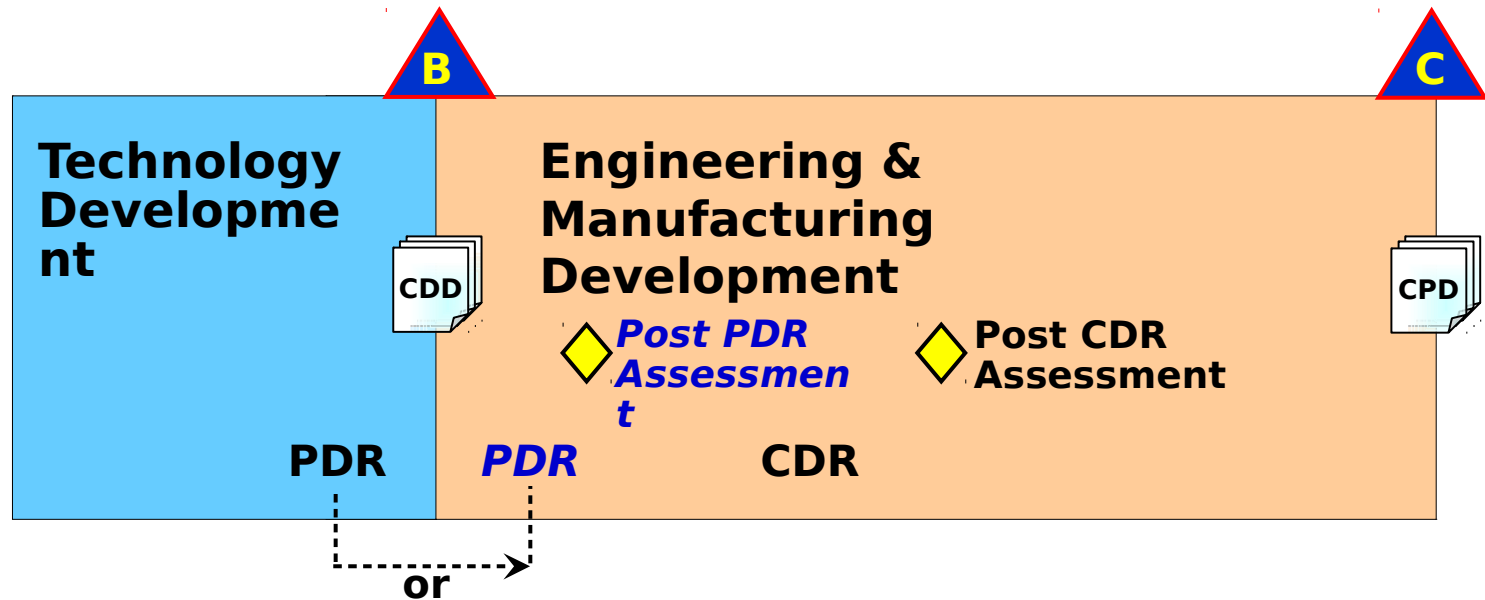 B
C
Technology
Developme
nt
Engineering &
Manufacturing
Development
CDD
CPD
Post PDR
Assessmen
t
Post CDR
Assessment
PDR
PDR
CDR
or